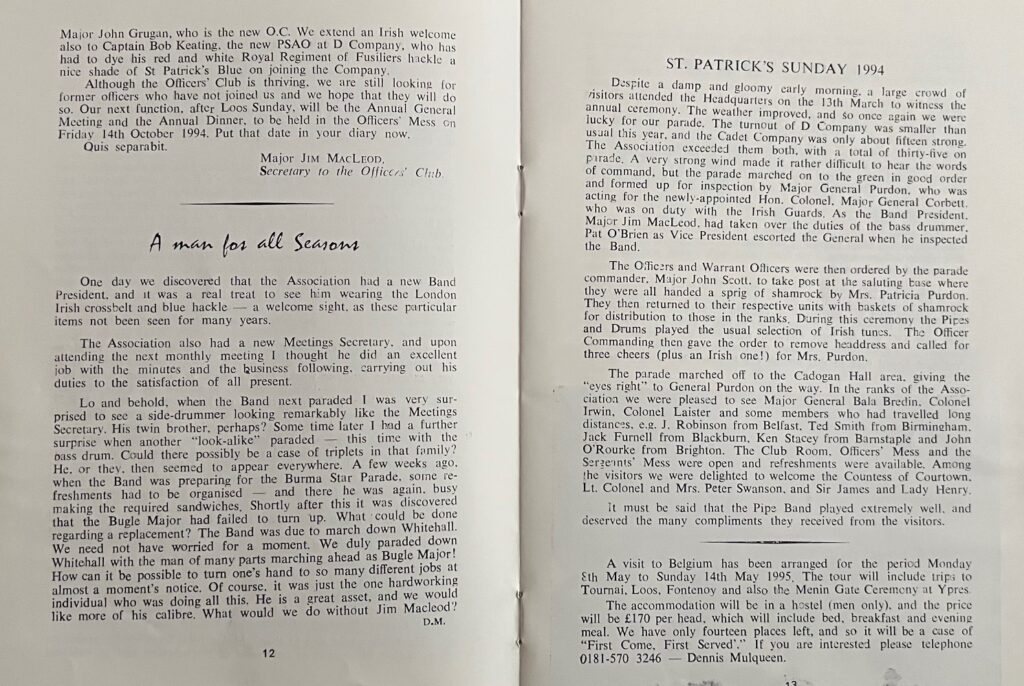 Major John Grugan, who is the new O.C. We extend an Irish welcome
also to Captain Bob Keating, the new PSAO at D Company, who has
had to dye his red and white Royal Regiment of Fusiliers hackle a
nice shade of St Patrick's Blue on joining the Company.
Although the Officers' Club is thriving, we are still looking for
former officers who have not joined us and we hope that they will do
so. Our next function, after Loos Sunday, will be the Annual General
Meeting and the Annual Dinner, to be held in the Officers' Mess on
Friday 14th October 1994. Put that date in your diary now.
Quis separabit.
Major Jim MacLeod,
Secretary to the Officers' Club.
A man for all Seasons
One day we discovered that the Association had a new Band
President, and it was a real treat to see him wearing the London
Irish crossbelt and blue hackle — a welcome sight, as these particular
items not been seen for many years.
The Association also had a new Meetings Secretary, and upon
attending the next monthly meeting I thought he did an excellent
job with the minutes and the business following, carrying out his
duties to the satisfaction of all present.
Lo and behold, when the Band next paraded I was very sur-
prised to see a side-drummer looking remarkably like the Meetings
Secretary. His twin brother, perhaps? Some time later I had a further
surprise when another "look-alike" paraded — this time with the
bass drum. Could there possibly be a case of triplets in that family?
He, or they, then seemed to appear everywhere. A few weeks ago,
when the Band was preparing for the Burma Star Parade, some re-
freshments had to be organised — and there he was again, busy
making the required sandwiches. Shortly after this it was discovered
that the Bugle Major had failed to turn up. What could be done
regarding a replacement? The Band was due to march down Whitehall.
We need not have worried for a moment. We duly paraded down
Whitehall with the man of many parts marching ahead as Bugle Major!
How can it be possible to turn one's hand to so many different jobs at
almost a moment's notice. Of course, it was just the one hardworking
individual who was doing all this. He is a great asset, and we would
like more of his calibre. What would we do without Jim Macleod?
D.M.
12
ST. PATRICK'S SUNDAY 1994
Despite a damp and gloomy early morning, a large crowd of
visitors attended the Headquarters on the 13th March to witness the
annual ceremony. The weather improved, and so once again we were
lucky for our parade. The turnout of D Company was smaller than
usual this year, and the Cadet Company was only about fifteen strong.
The Association exceeded them both, with a total of thirty-five on
parade. A very strong wind made it rather difficult to hear the words
of command, but the parade marched on to the green in good order
and formed up for inspection by Major General Purdon, who was
acting for the newly-appointed Hon. Colonel, Major General Corbett,
who was on duty with the Irish Guards. As the Band President,
Major Jim MacLeod, had taken over the duties of the bass drummer,
Pat O'Brien as Vice President escorted the General when he inspected
the Band.
The Officers and Warrant Officers were then ordered by the parade
commander, Major John Scott, to take post at the saluting base where
they were all handed a sprig of shamrock by Mrs. Patricia Purdon.
They then returned to their respective units with baskets of shamrock
for distribution to those in the ranks. During this ceremony the Pipes
and Drums played the usual selection of Irish tunes. The Officer
Commanding then gave the order to remove headdress and called for
three cheers (plus an Irish one!) for Mrs. Purdon.
The parade marched off to the Cadogan Hall area, giving the
"eyes right" to General Purdon on the way. In the ranks of the Asso-
ciation we were pleased to see Major General Bala Bredin, Colonel
Irwin, Colonel Laister and some members who had travelled long
distances, e.g. J. Robinson from Belfast, Ted Smith from Birmingham,
Jack Furnell from Blackburn, Ken Stacey from Barnstaple and John
O'Rourke from Brighton. The Club Room, Officers' Mess and the
Sergeants' Mess were open and refreshments were available. Among
the visitors we were delighted to welcome the Countess of Courtown,
Lt. Colonel and Mrs. Peter Swanson, and Sir James and Lady Henry.
It must be said that the Pipe Band played extremely well, and
deserved the many compliments they received from the visitors.
A visit to Belgium has been arranged for the period Monday
8th May to Sunday 14th May 1995. The tour will include trips to
Tournai, Loos, Fontenoy and also the Menin Gate Ceremony at Ypres.
The accommodation will be in a hostel (men only), and the price
will be £170 per head, which will include bed, breakfast and evening
meal. We have only fourteen places left, and so it will be a case of
"First Come, First Served'." If you are interested please telephone
0181-570 3246 — Dennis Mulqueen.
13